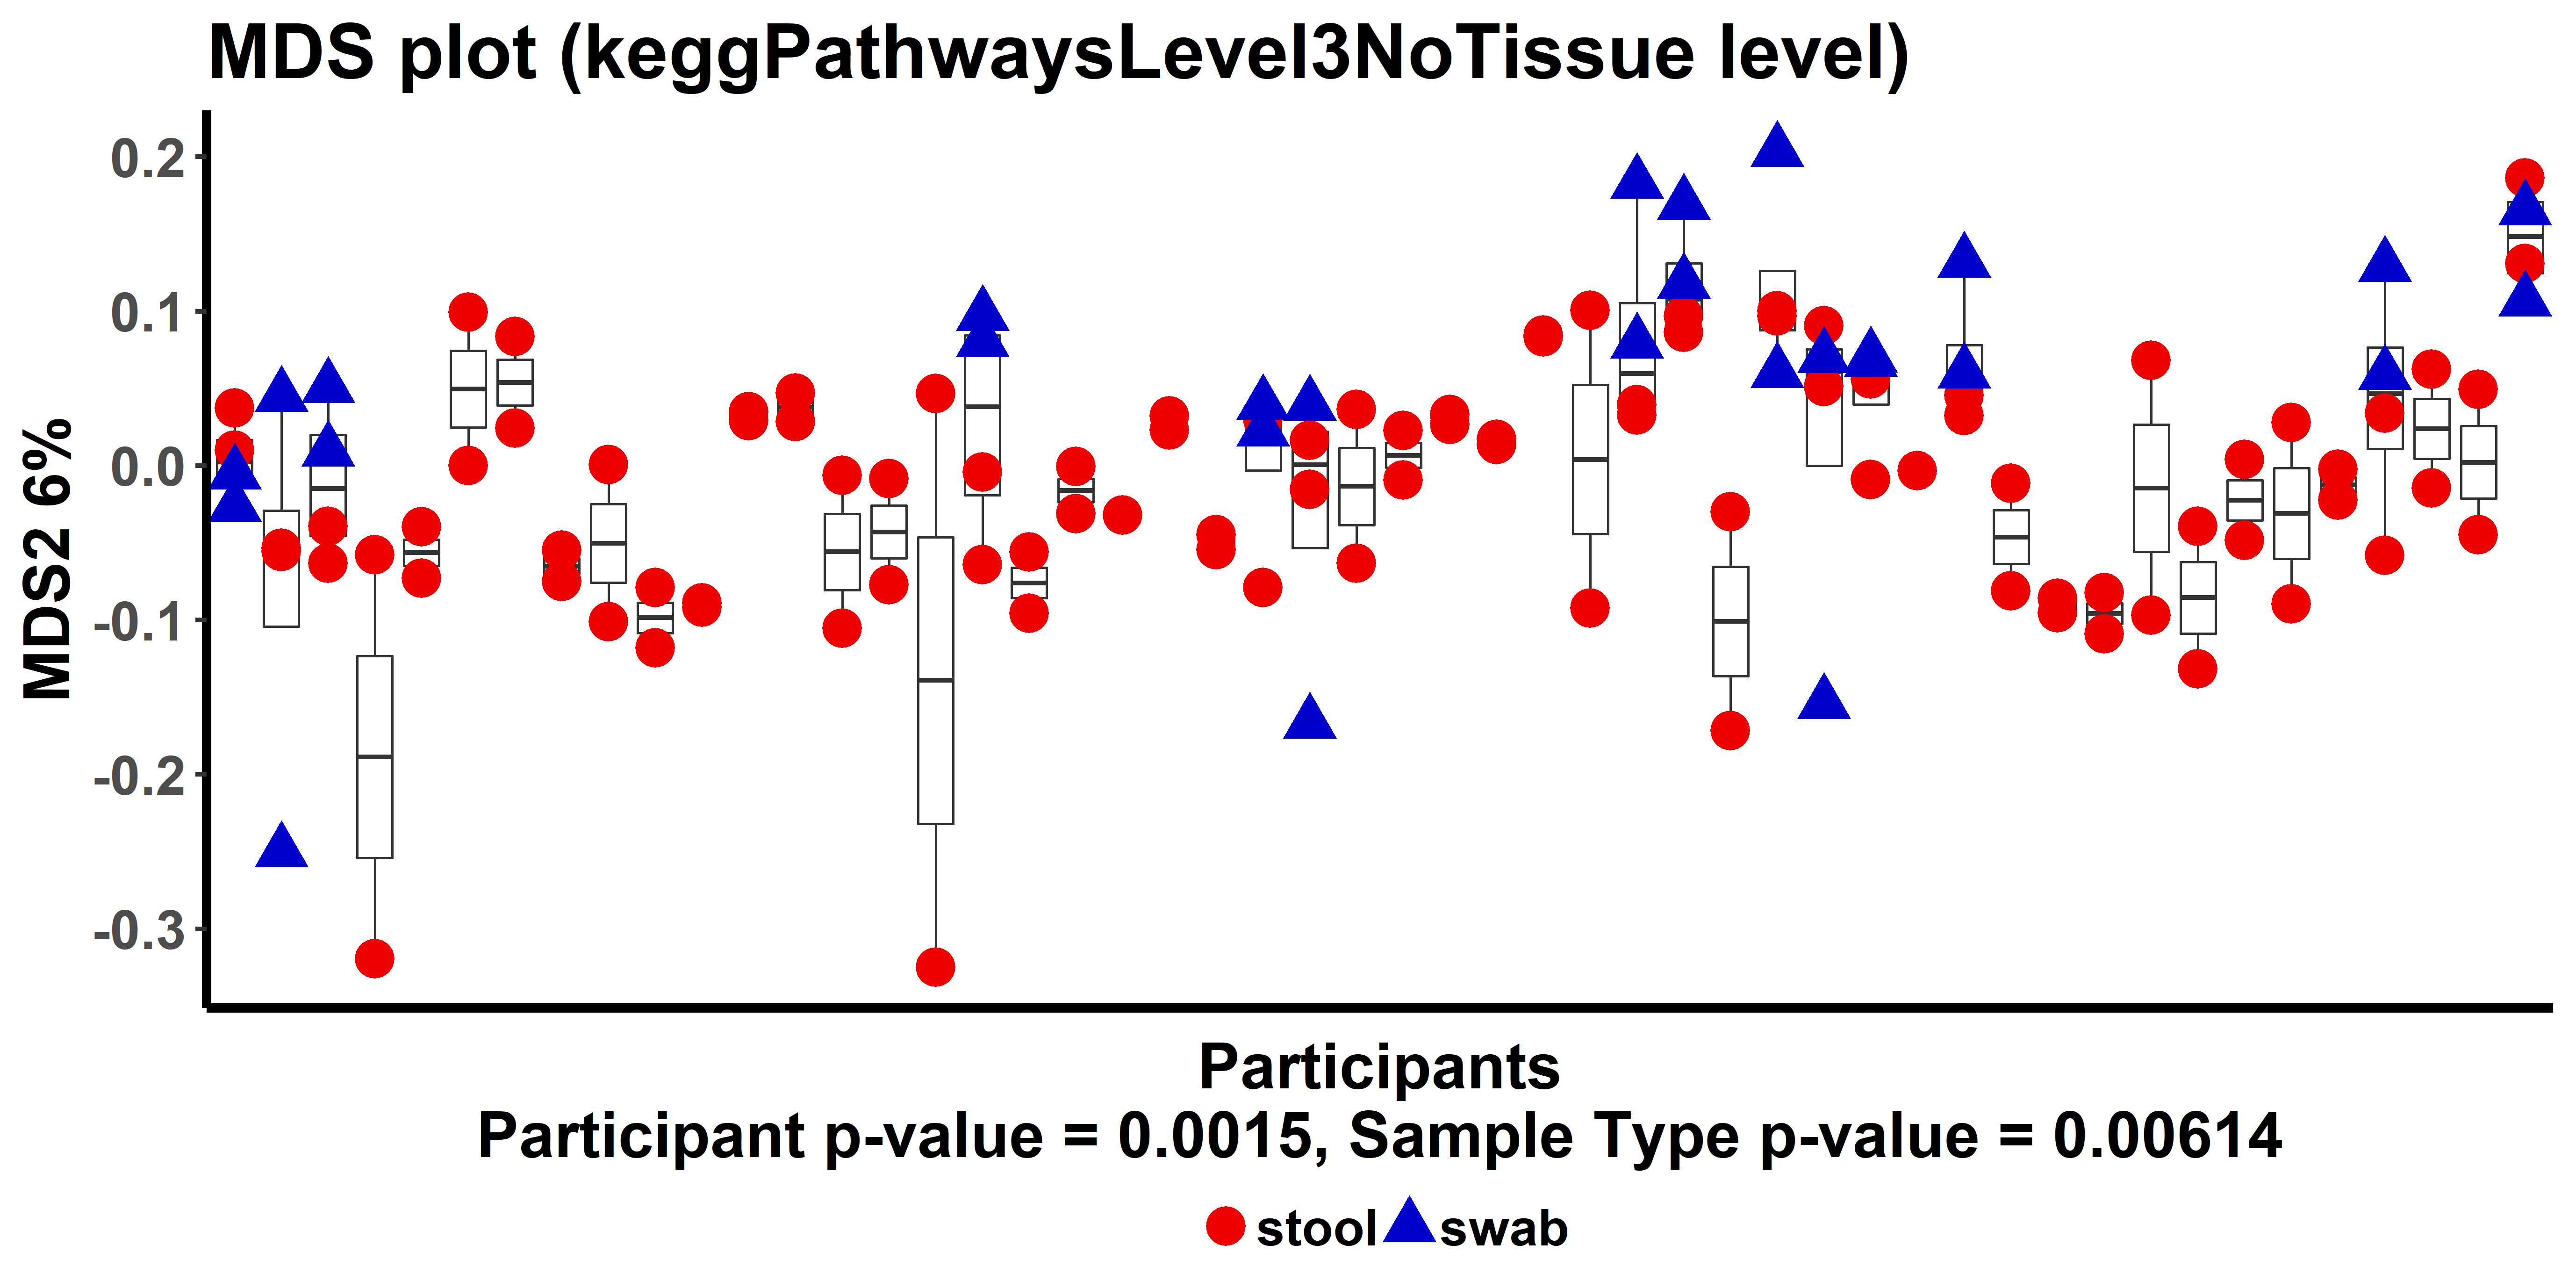 MDS plot (keggPathwaysLevel3NoTissue level)
0.2
0.1
0.0
-0.1
-0.2
-0.3
MDS2 6%
Participants
Participant p-value = 0.0015, Sample Type p-value = 0.00614
stool swab